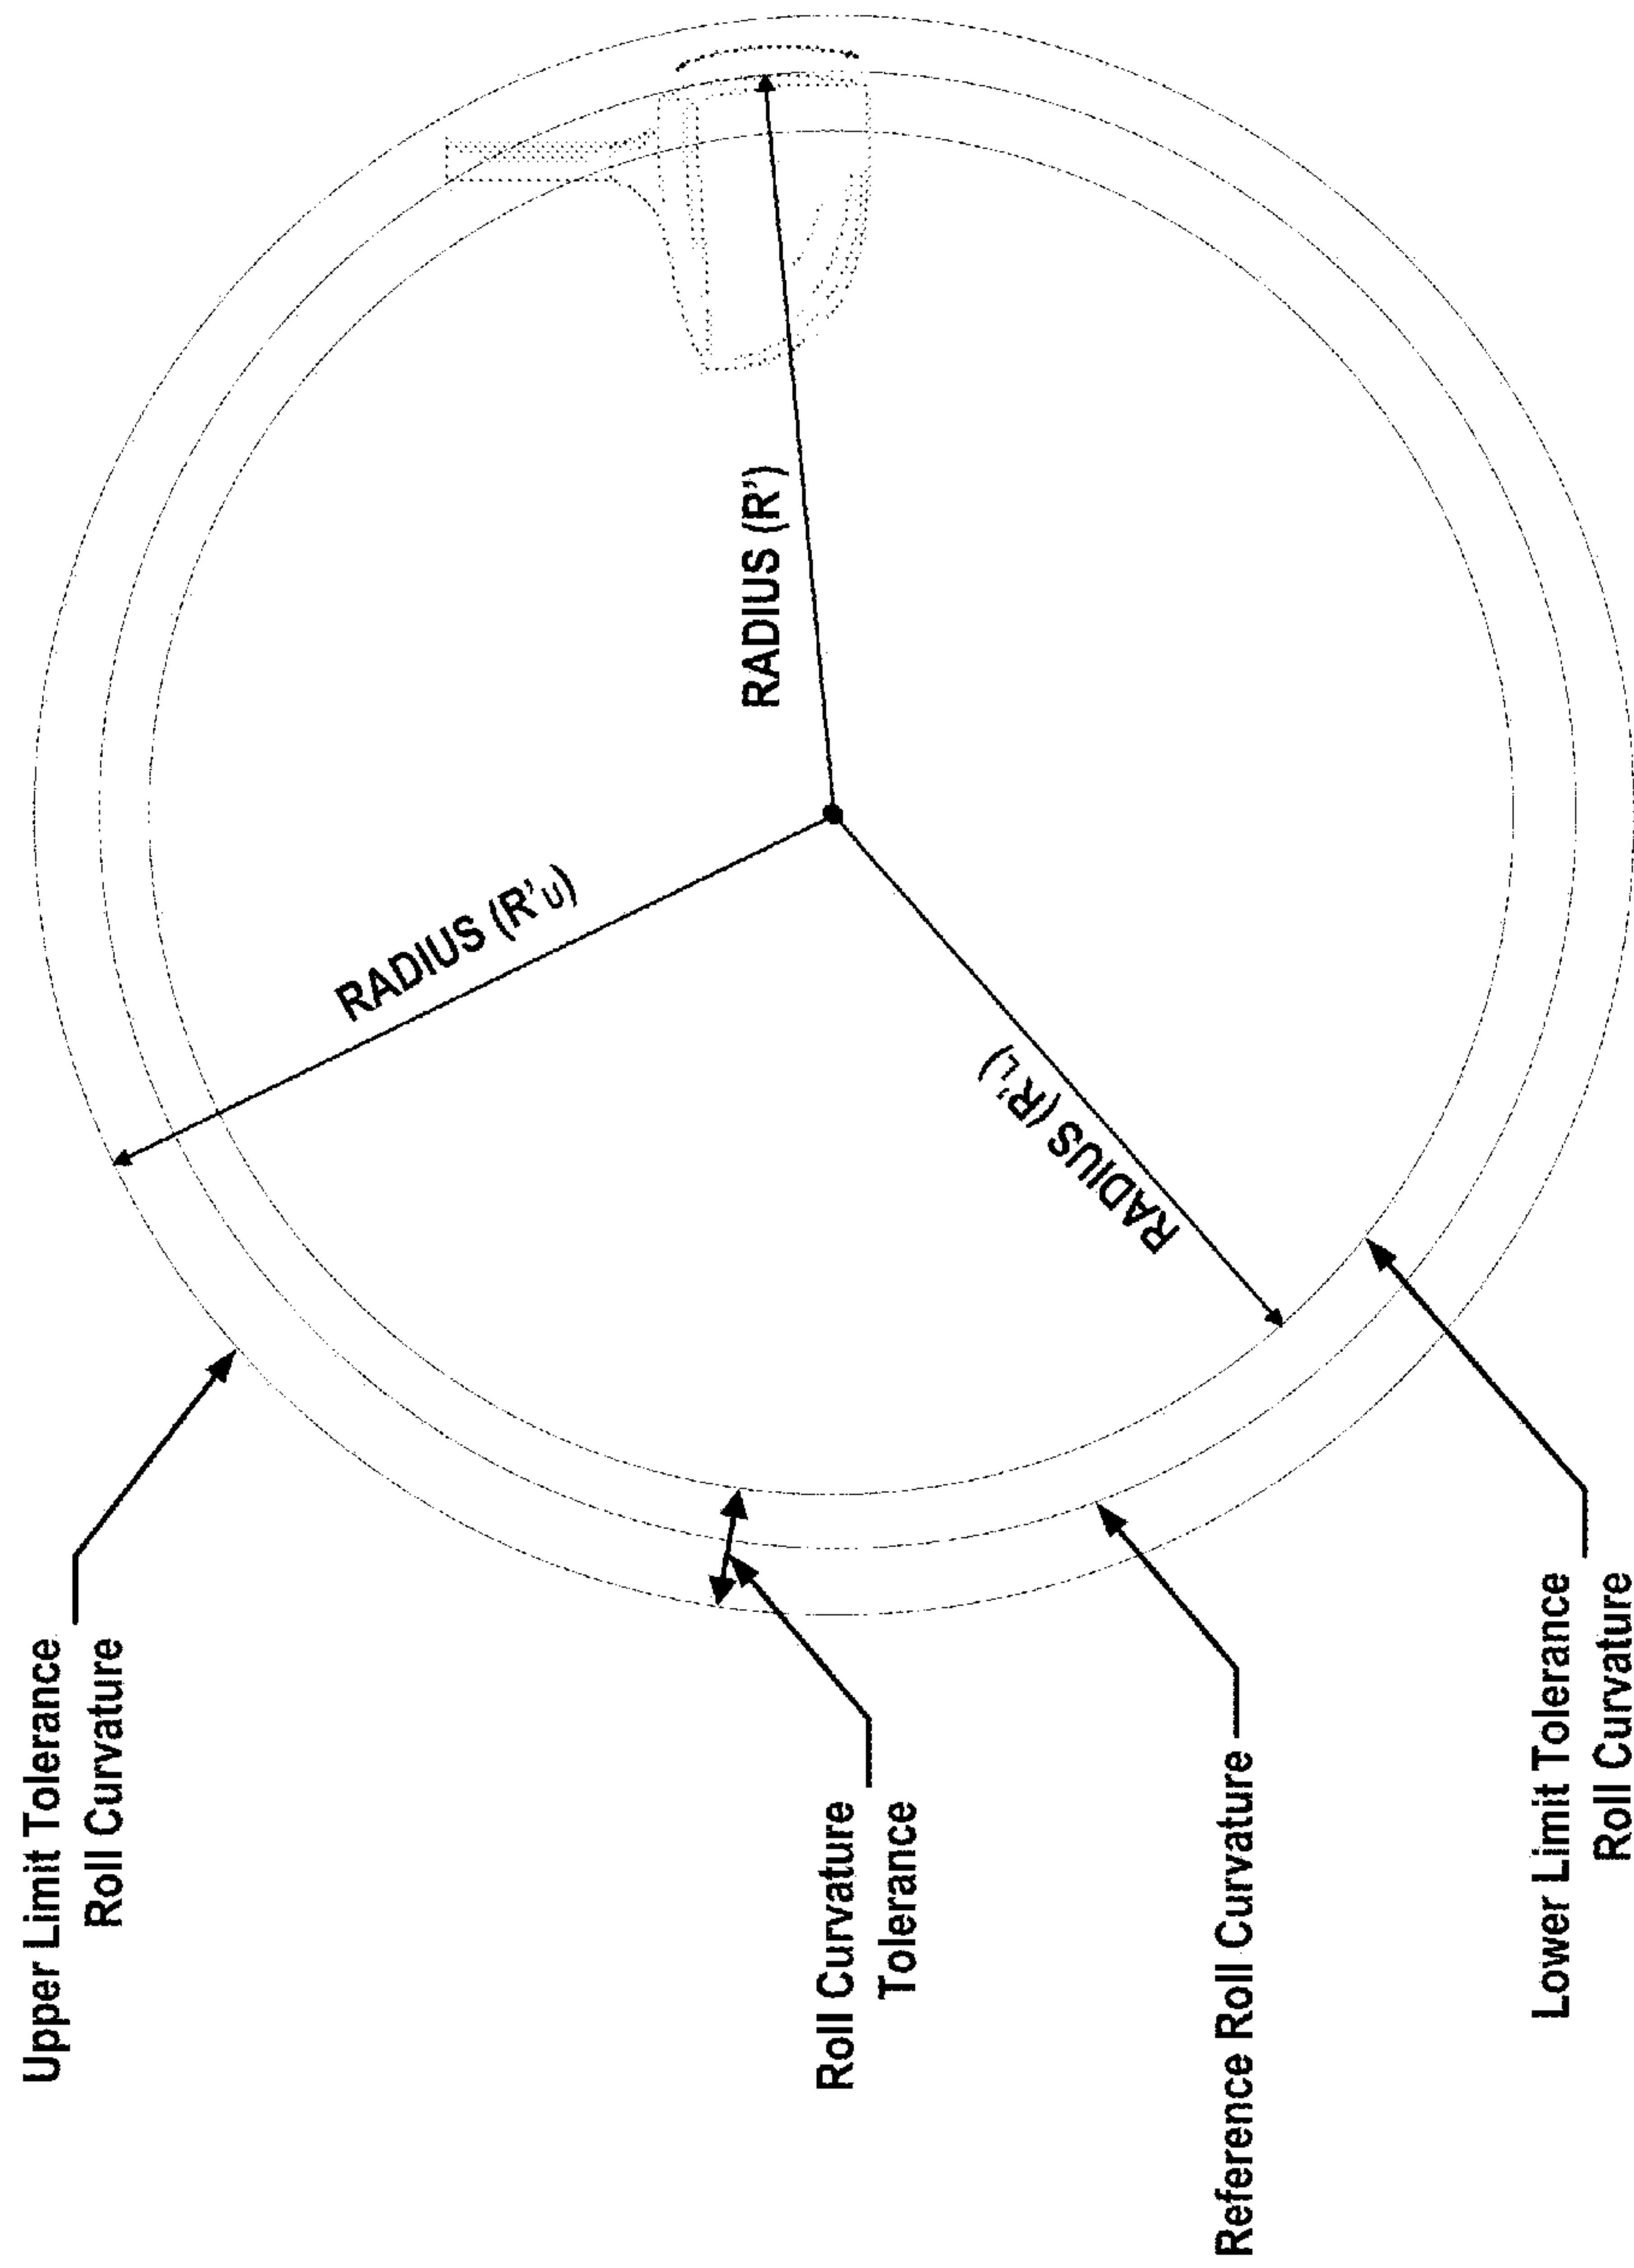 Upper Limit Tolerance
Roll Curvature
Roll Curvature
Tolerance
Reference Roll Curvature
Lower Limit Tolerance
Roll Curvature
RADIUS (R'U)
RADIUS (R')
RADIUS (R'L)